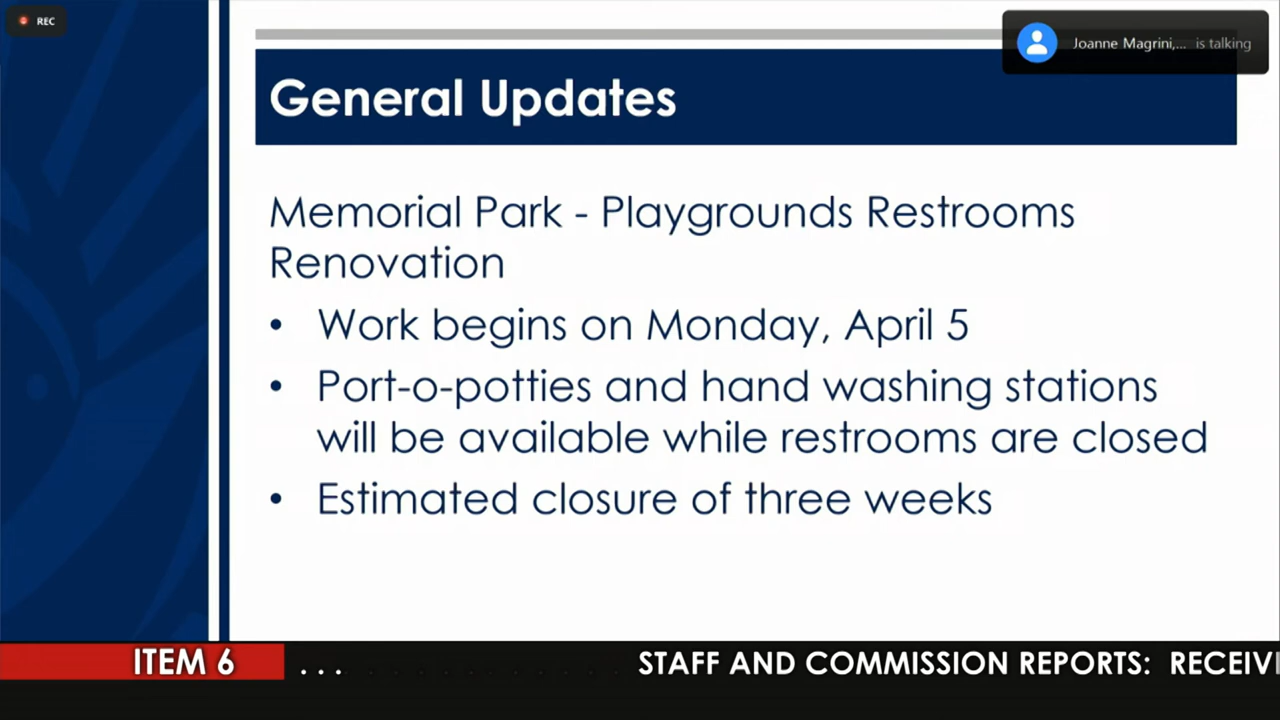 REC
Joanne Magrini,... is talking
General Updates
Memorial Park - Playgrounds Restrooms
Renovation
• Work begins on Monday, April 5
• Port-o-potties and hand washing stations
will be available while restrooms are closed
• Estimated closure of three weeks
ITEM 6 ... STAFF AND COMMISSION REPORTS: RECEIVI